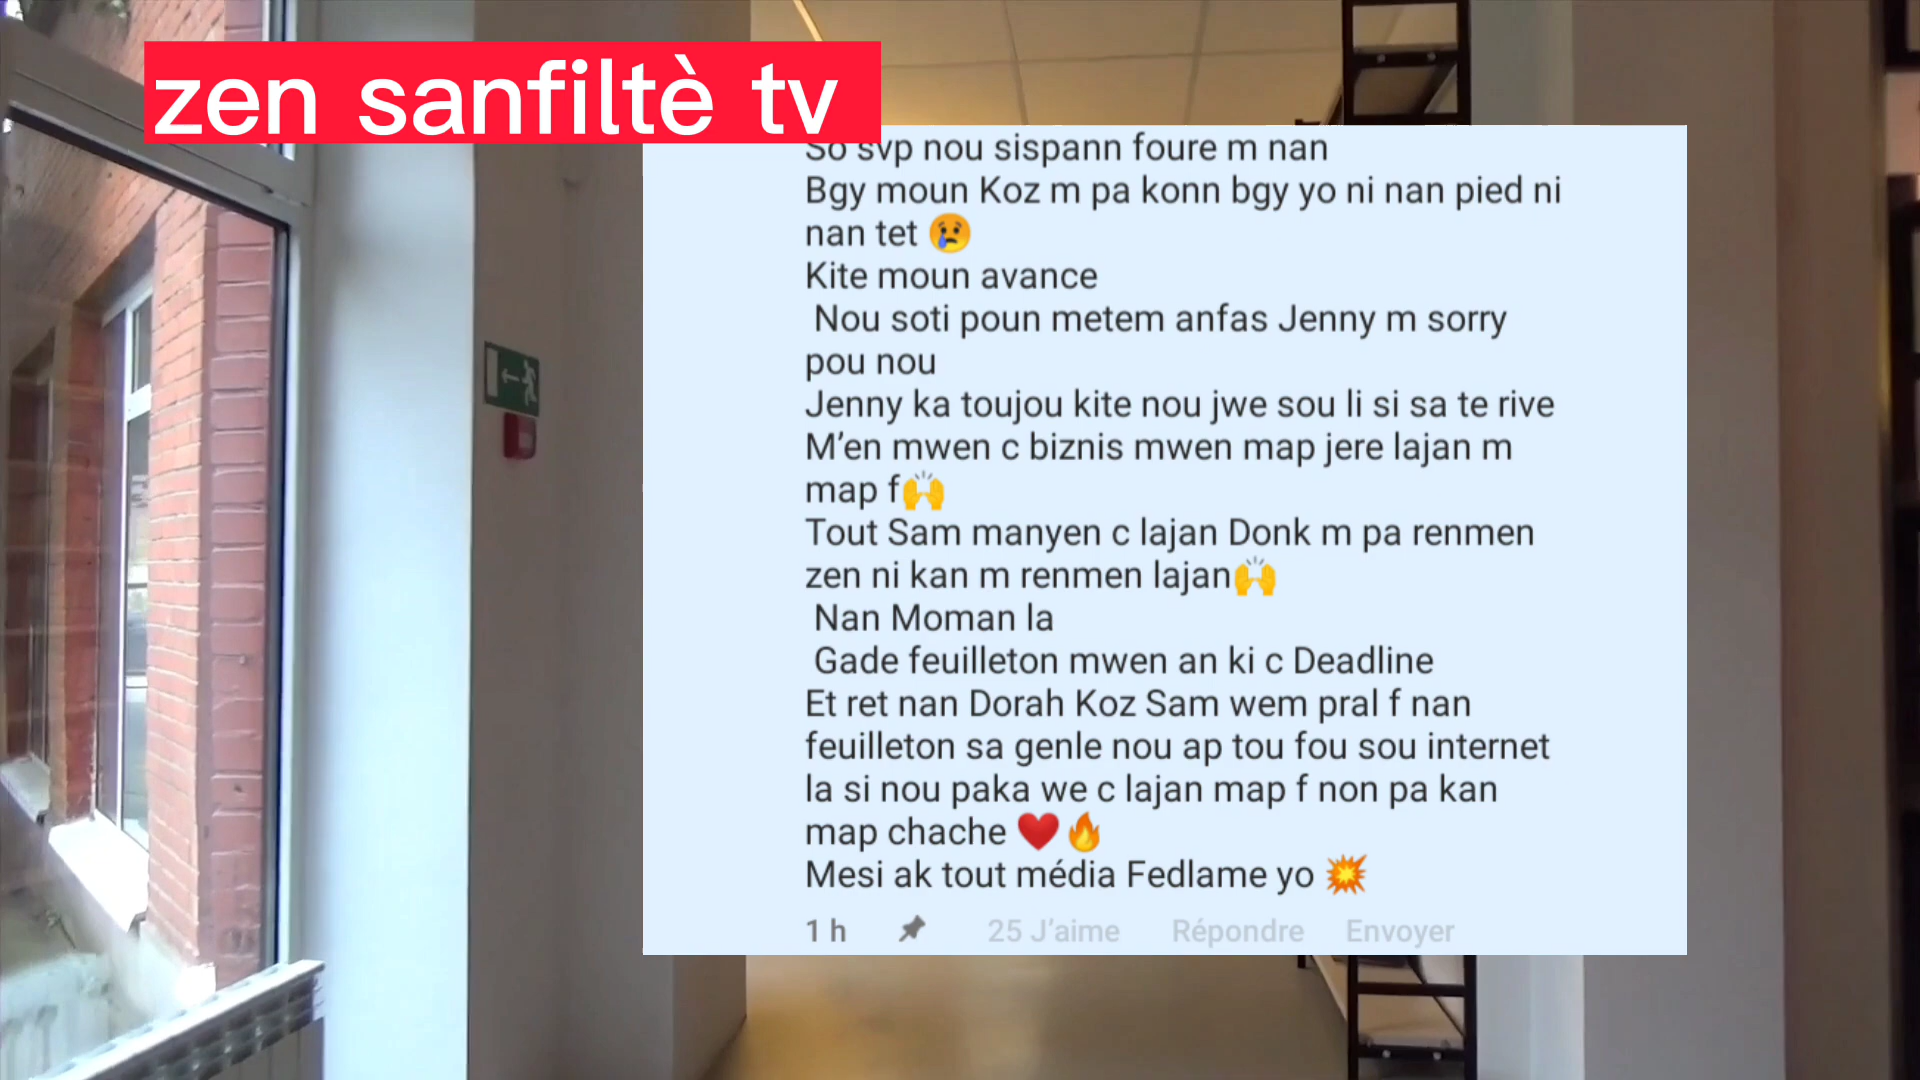 zen sanfiltè tv
So svp nou sispann foure m nan
Bgy moun Koz m pa konn bgy yo ni nan pied ni
nan tet 😢
Kite moun avance
Nou soti poun metem anfas Jenny m sorry
pou nou
Jenny ka toujou kite nou jwe sou li si sa te rive
M’en mwen c biznis mwen map jere lajan m
map f🙌
Tout Sam manyen c lajan Donk m pa renmen
zen ni kan m renmen lajan🙌
Nan Moman la
Gade feuilleton mwen an ki c Deadline
Et ret nan Dorah Koz Sam wem pral f nan
feuilleton sa genle nou ap tou fou sou internet
la si nou paka we c lajan map f non pa kan
map chache ❤️🔥
Mesi ak tout média Fedlame yo 💥
1 h 25 J’aime Répondre Envoyer